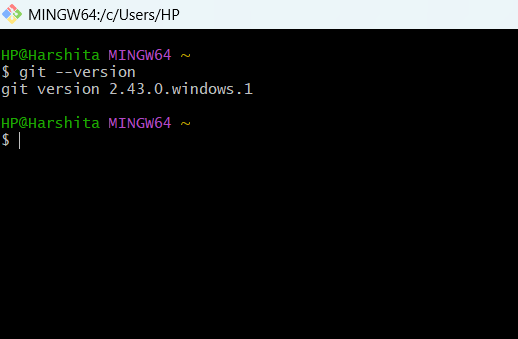 MINGW64:/c/Users/HP
HP@Harshita MINGW64 ~
$ git --version
git version 2.43.0.windows.1
HP@Harshita MINGW64 ~
$